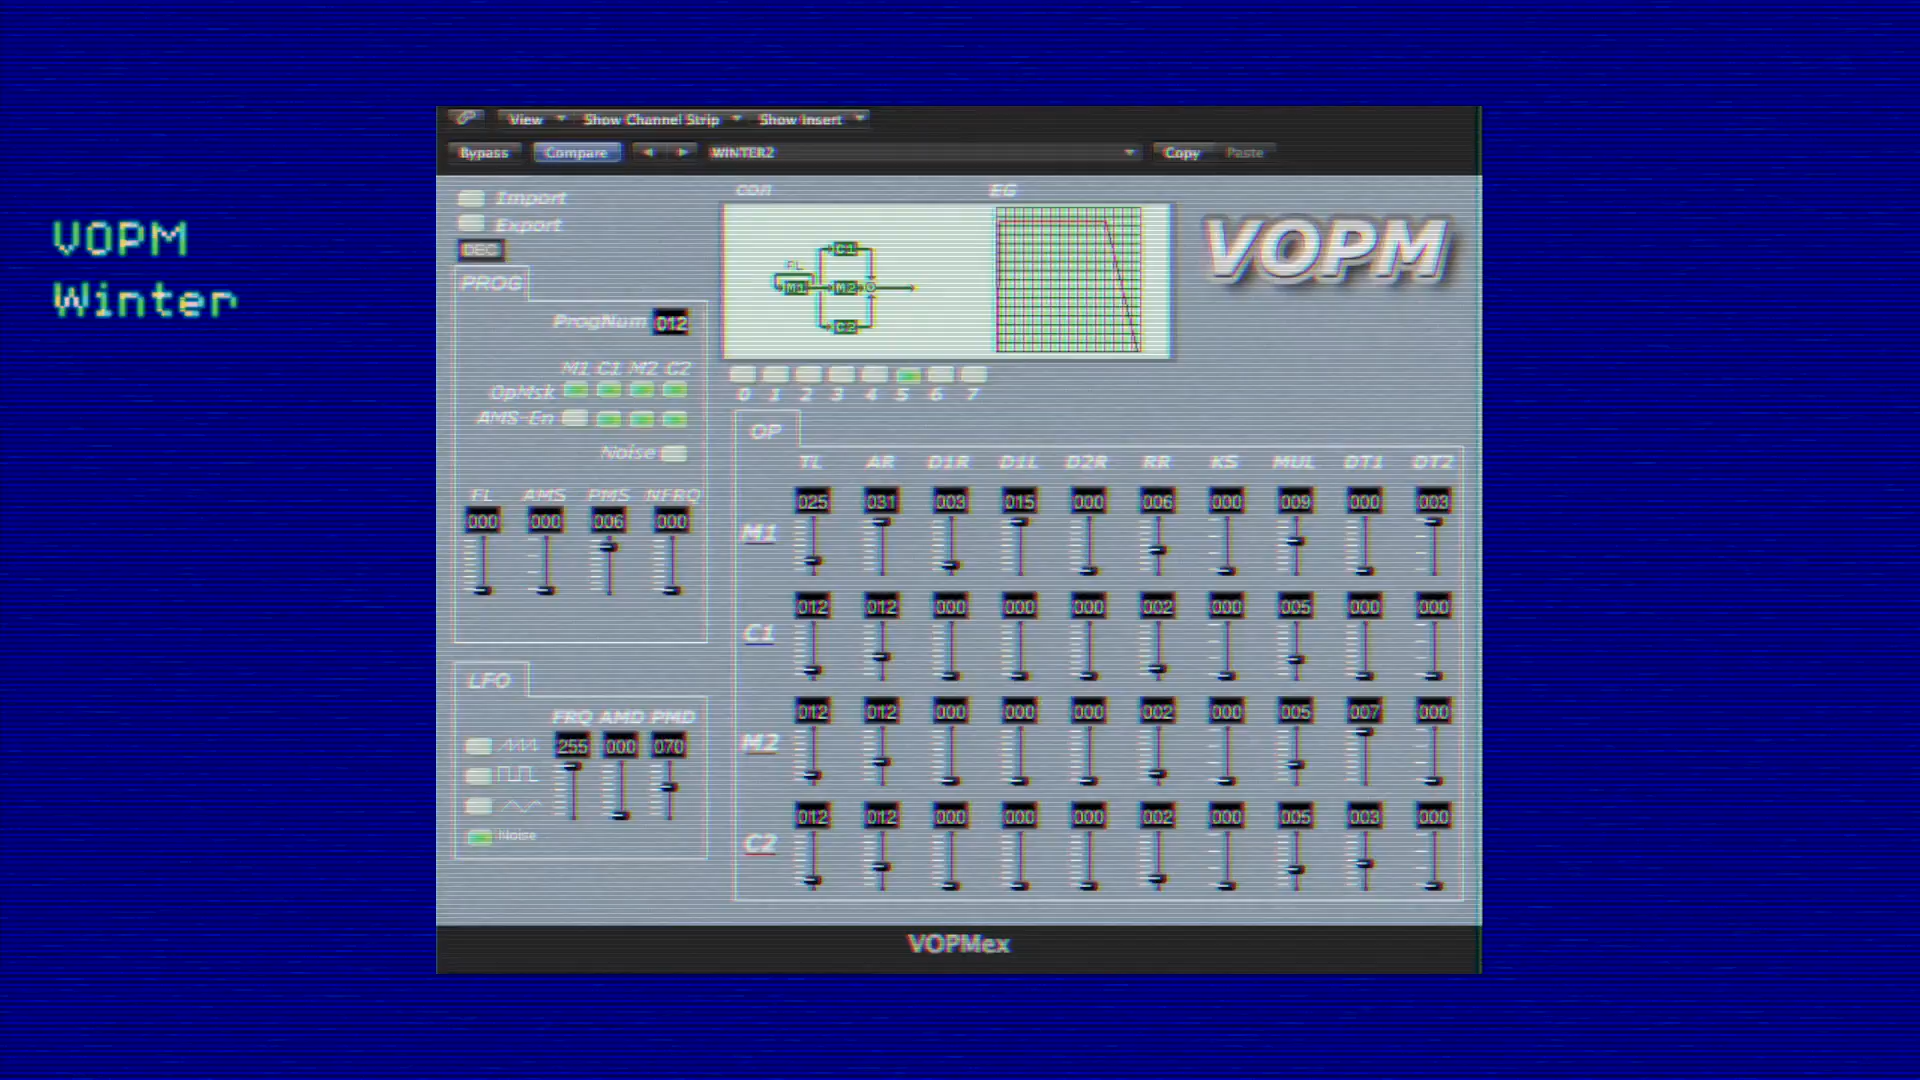 VOPM
Winter
View Show Channel Strip Show Insert
Bypass Compare WINTER2 Copy Paste
Import
Export
DEC
PROG
ProgNum 012
M1 C1 M2 C2
OpMsk
AMS-En
Noise
FL AMS PMS NFRQ
000 000 006 000
LFO
FRQ AMD PMD
255 000 070
Noise
CON EG
FL
C1
M1 M2
C2
VOPM
0 1 2 3 4 5 6 7
OP
TL AR D1R D1L D2R RR KS MUL DT1 DT2
M1 025 031 003 015 000 006 000 009 000 003
C1 012 012 000 000 000 002 000 005 000 000
M2 012 012 000 000 000 002 000 005 007 000
C2 012 012 000 000 000 002 000 005 003 000
VOPMex